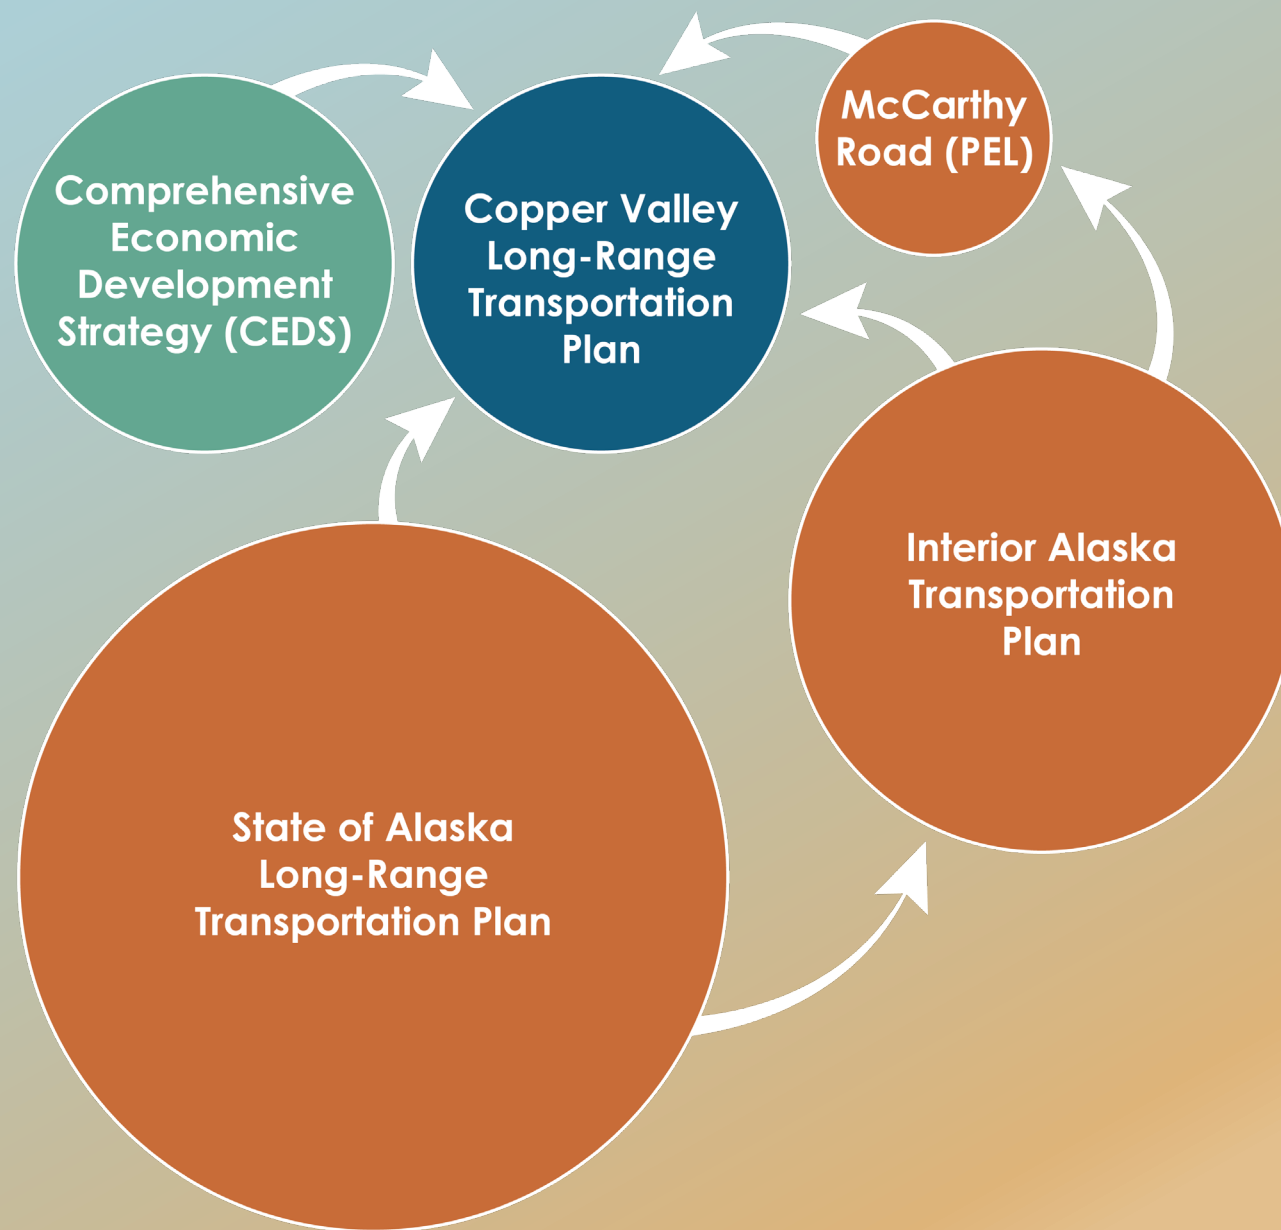 Comprehensive
Economic
Development
Strategy (CEDS)
Copper Valley
Long-Range
Transportation
Plan
McCarthy
Road (PEL)
Interior Alaska
Transportation
Plan
State of Alaska
Long-Range
Transportation Plan